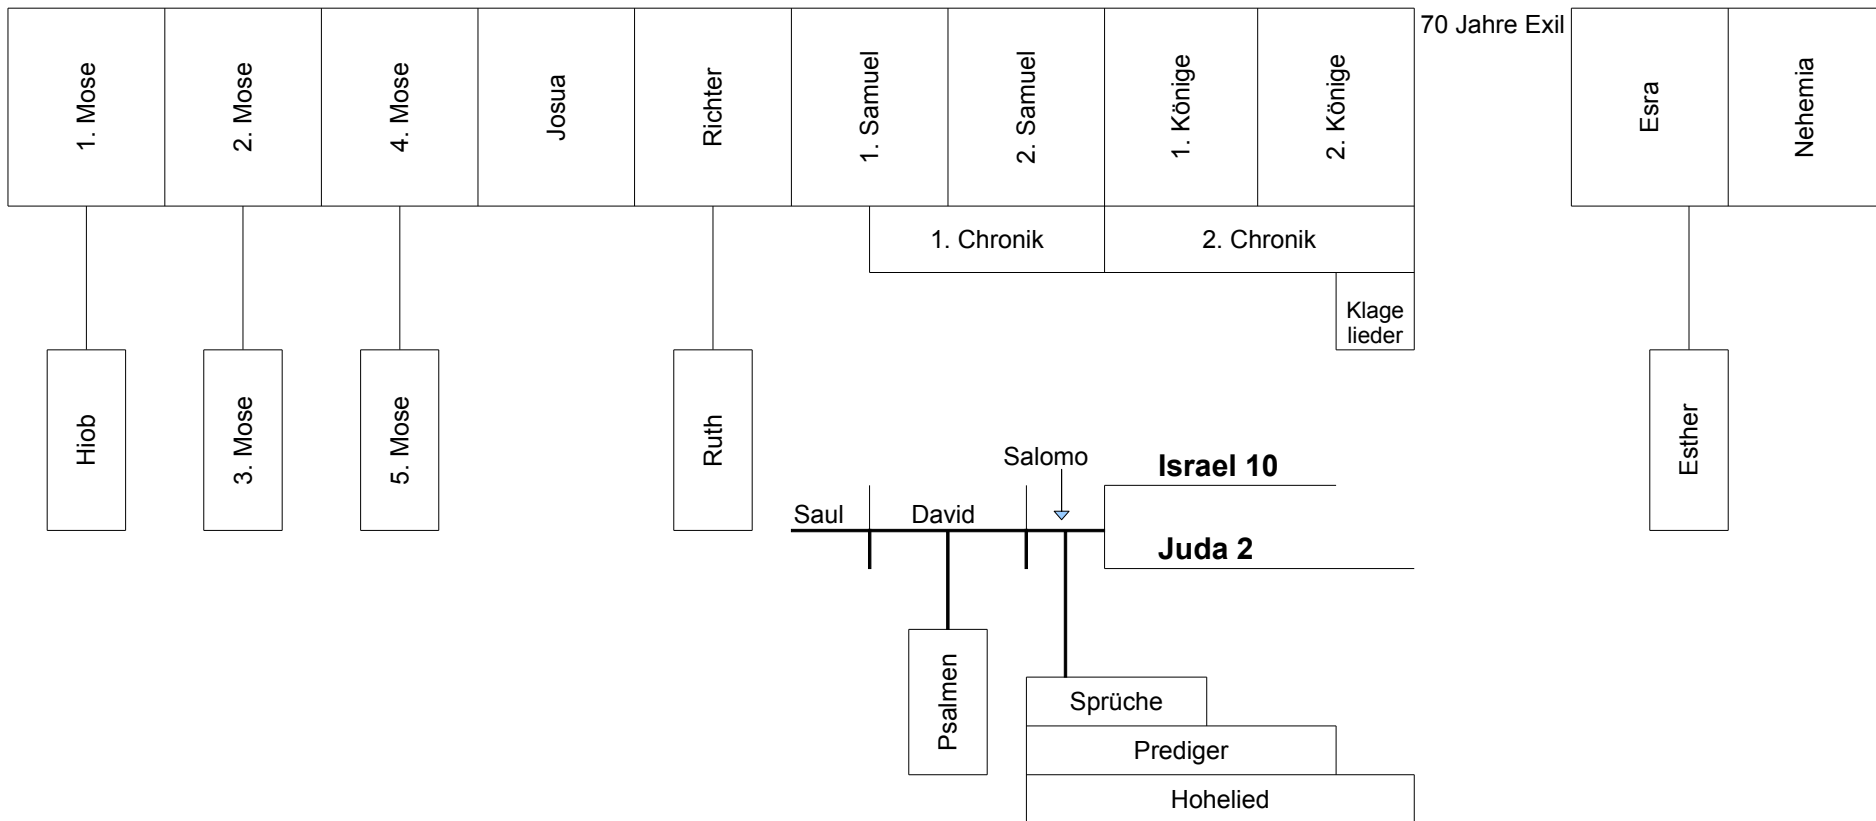 1. Mose
2. Mose
4. Mose
Josua
Richter
1. Samuel
2. Samuel
1. Könige
2. Könige
70 Jahre Exil
Esra
Nehemia
1. Chronik
2. Chronik
Klage
lieder
Hiob
3. Mose
5. Mose
Ruth
Esther
Salomo
Israel 10
Saul
David
Juda 2
Psalmen
Sprüche
Prediger
Hohelied